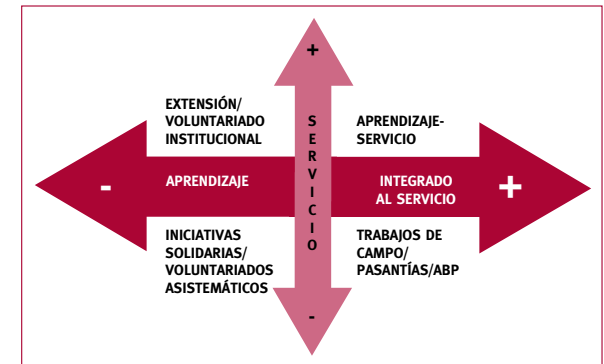 +
EXTENSIÓN/
VOLUNTARIADO
INSTITUCIONAL
APRENDIZAJE-
SERVICIO
S
E
R
V
I
C
I
O
-
APRENDIZAJE
INTEGRADO
AL SERVICIO
+
INICIATIVAS
SOLIDARIAS/
VOLUNTARIADOS
ASISTEMÁTICOS
TRABAJOS DE
CAMPO/
PASANTÍAS/ABP
-